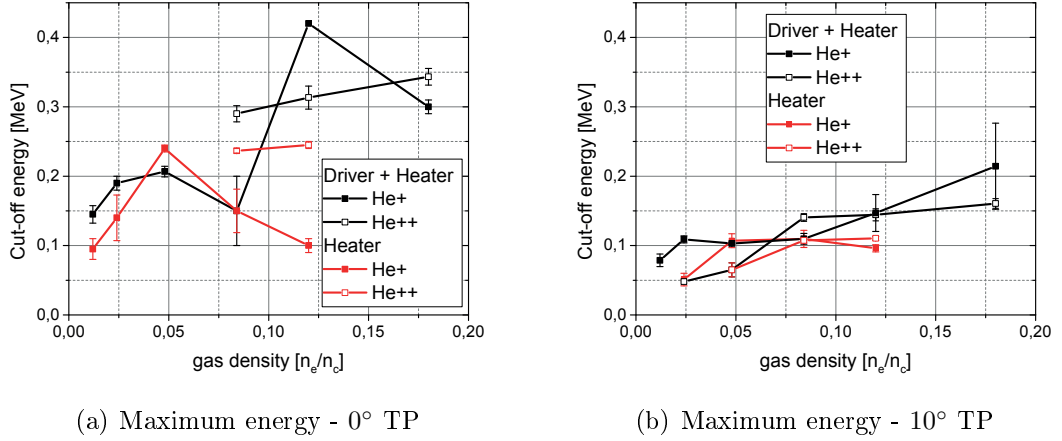 0,4
0,3
0,2
0,1
0,0
Cut-off energy [MeV]
Driver + Heater
He+
He++
Heater
He+
He++
0,00 0,05 0,10 0,15 0,20
gas density [nₑ/n꜀]
(a) Maximum energy - 0° TP
0,4
0,3
0,2
0,1
0,0
Cut-off energy [MeV]
Driver + Heater
He+
He++
Heater
He+
He++
0,00 0,05 0,10 0,15 0,20
gas density [nₑ/n꜀]
(b) Maximum energy - 10° TP